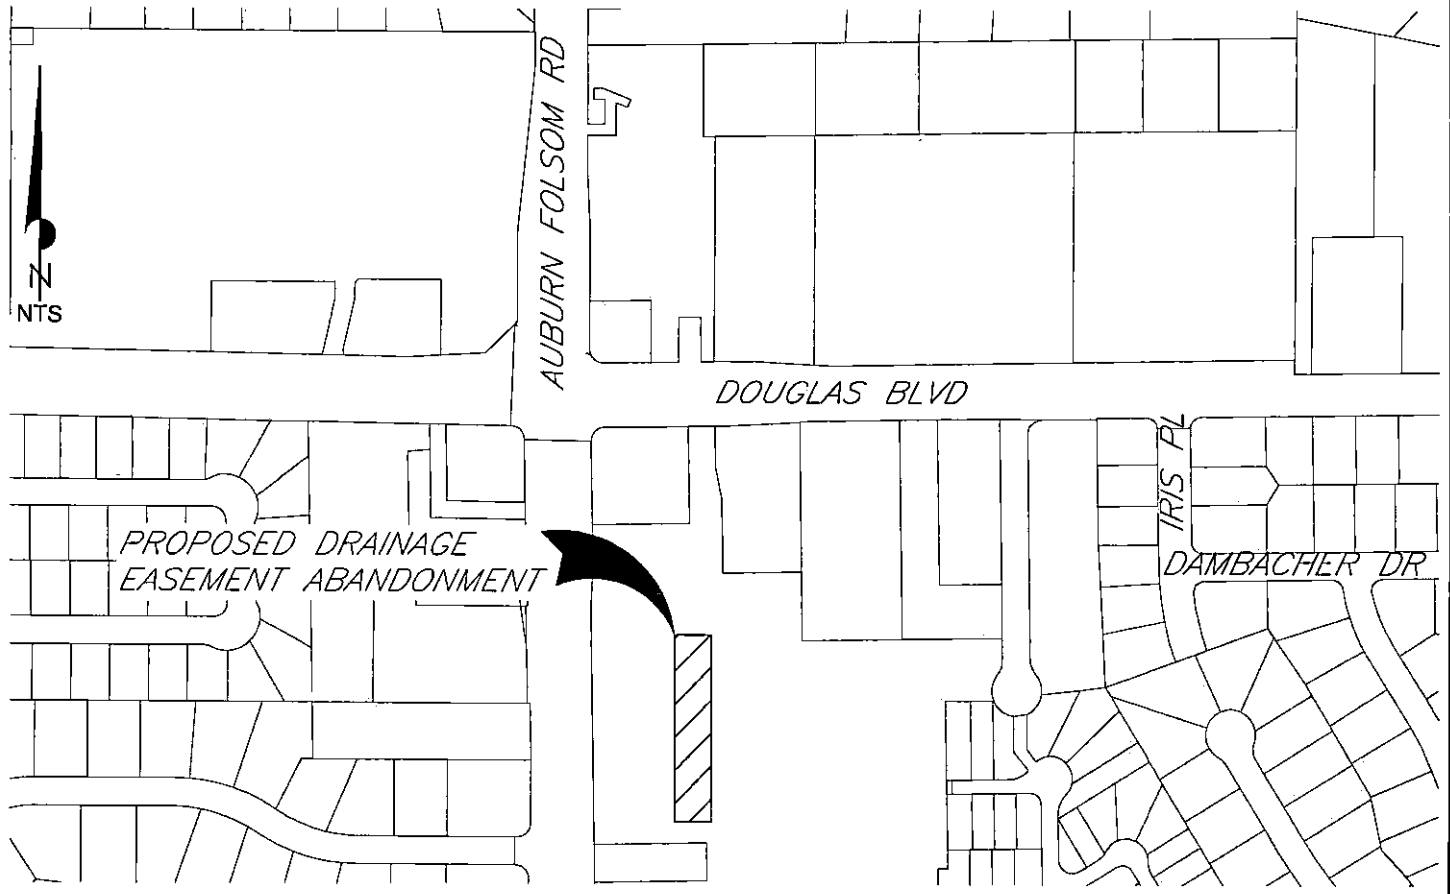 AUBURN FOLSOM RD
N
NTS
DOUGLAS BLVD
IRIS PL
PROPOSED DRAINAGE
EASEMENT ABANDONMENT
DAMBACHER DR